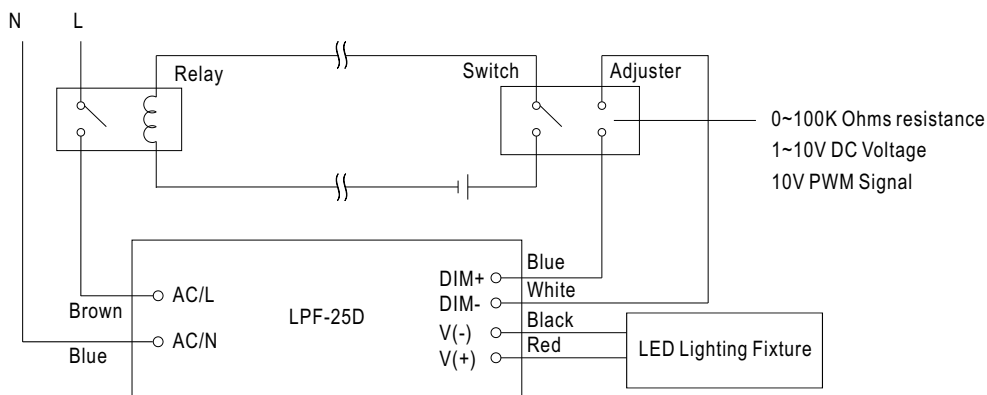 N L
Relay
Switch
Adjuster
0~100K Ohms resistance
1~10V DC Voltage
10V PWM Signal
Blue
DIM+
White
DIM-
AC/L
Brown
LPF-25D
Black
V(-)
AC/N
Red
Blue
V(+)
LED Lighting Fixture